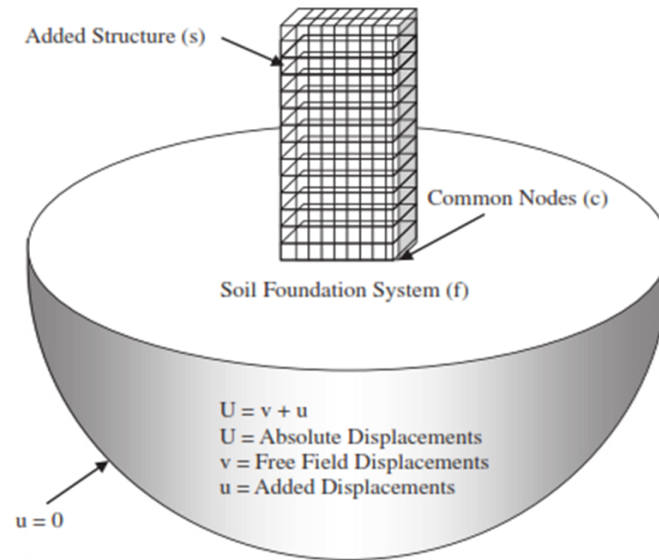 Added Structure (s)
Common Nodes (c)
Soil Foundation System (f)
U = v + u
U = Absolute Displacements
v = Free Field Displacements
u = Added Displacements
u = 0